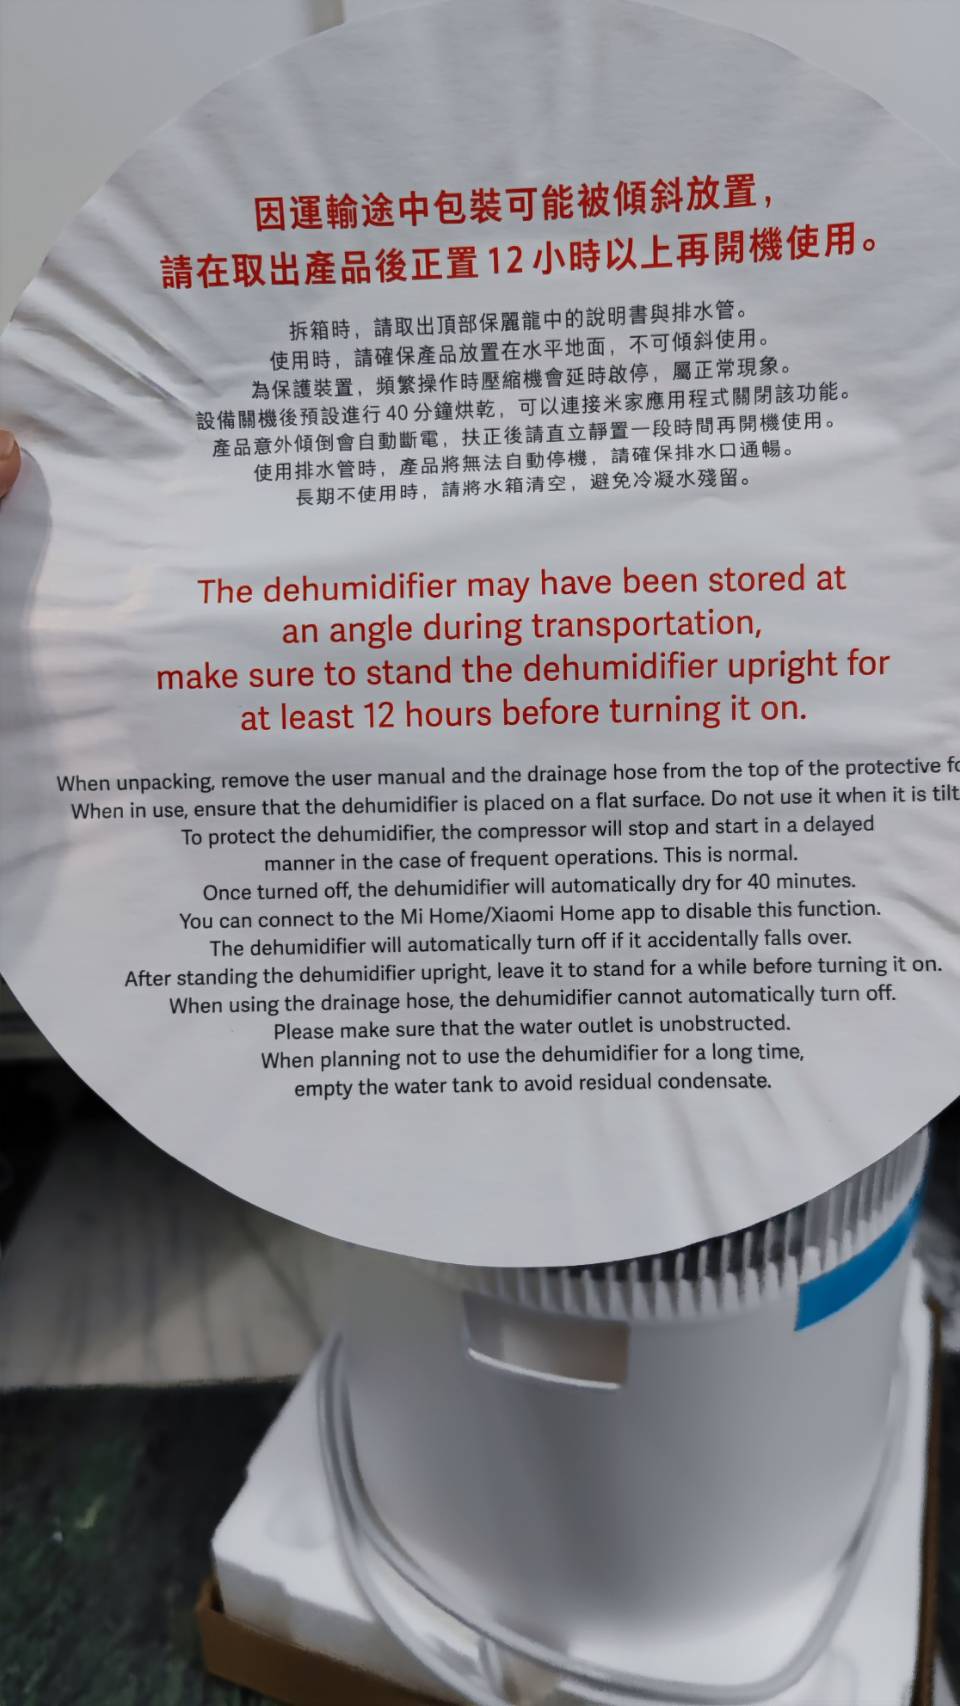 因運輸途中包裝可能被傾斜放置，
請在取出產品後正置 12 小時以上再開機使用。
拆箱時，請取出頂部保麗龍中的說明書與排水管。
使用時，請確保產品放置在水平地面，不可傾斜使用。
為保護裝置，頻繁操作時壓縮機會延時啟停，屬正常現象。
設備關機後預設進行 40 分鐘烘乾，可以連接米家應用程式關閉該功能。
產品意外傾倒會自動斷電，扶正後請直立靜置一段時間再開機使用。
使用排水管時，產品將無法自動停機，請確保排水口通暢。
長期不使用時，請將水箱清空，避免冷凝水殘留。
The dehumidifier may have been stored at
an angle during transportation,
make sure to stand the dehumidifier upright for
at least 12 hours before turning it on.
When unpacking, remove the user manual and the drainage hose from the top of the protective fo
When in use, ensure that the dehumidifier is placed on a flat surface. Do not use it when it is tilt
To protect the dehumidifier, the compressor will stop and start in a delayed
manner in the case of frequent operations. This is normal.
Once turned off, the dehumidifier will automatically dry for 40 minutes.
You can connect to the Mi Home/Xiaomi Home app to disable this function.
The dehumidifier will automatically turn off if it accidentally falls over.
After standing the dehumidifier upright, leave it to stand for a while before turning it on.
When using the drainage hose, the dehumidifier cannot automatically turn off.
Please make sure that the water outlet is unobstructed.
When planning not to use the dehumidifier for a long time,
empty the water tank to avoid residual condensate.